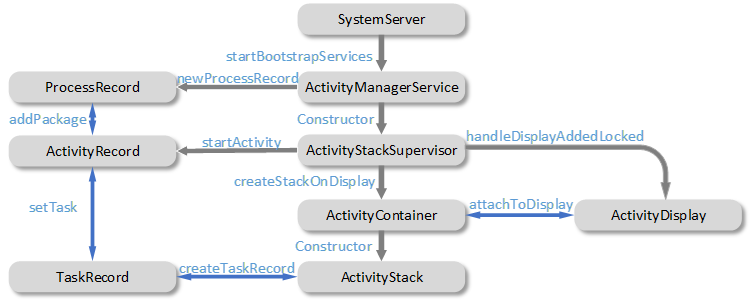 SystemServer
startBootstrapServices
ProcessRecord
newProcessRecord
ActivityManagerService
addPackage
Constructor
handleDisplayAddedLocked
ActivityRecord
startActivity
ActivityStackSupervisor
createStackOnDisplay
setTask
ActivityContainer
attachToDisplay
ActivityDisplay
Constructor
TaskRecord
createTaskRecord
ActivityStack